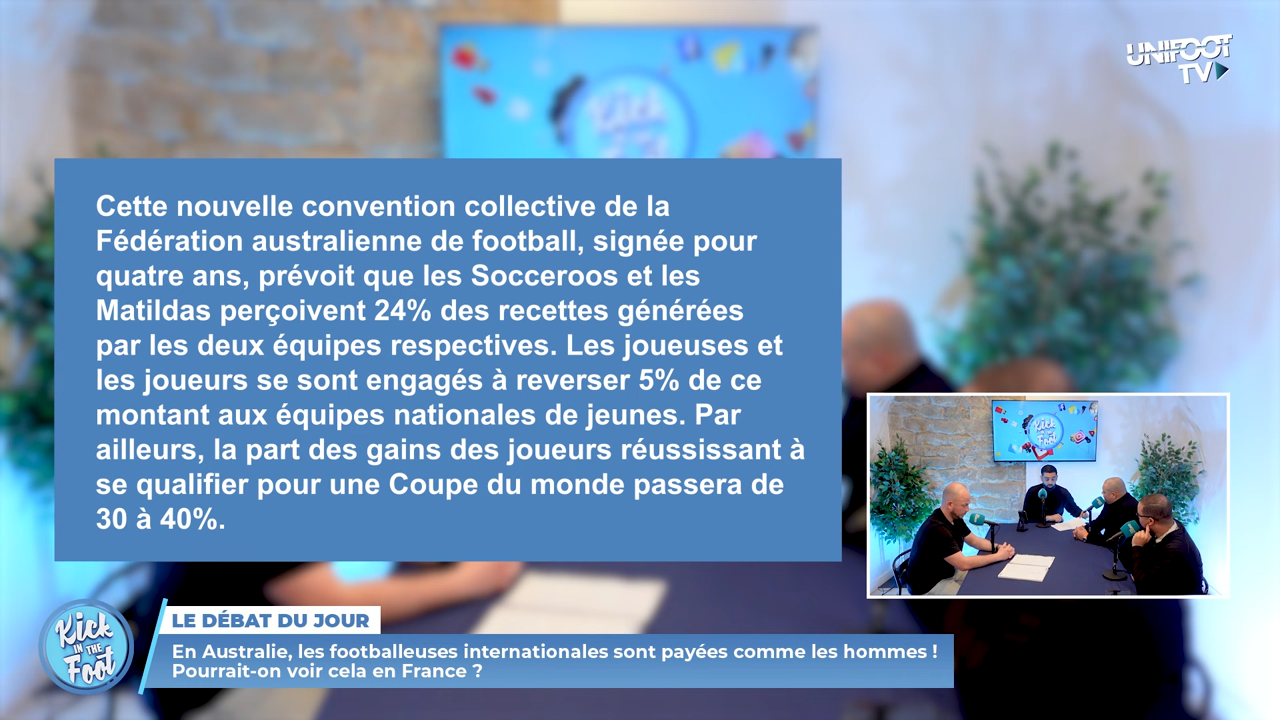 UNIFOOT
TV
Kick
Cette nouvelle convention collective de la
Fédération australienne de football, signée pour
quatre ans, prévoit que les Socceroos et les
Matildas perçoivent 24% des recettes générées
par les deux équipes respectives. Les joueuses et
les joueurs se sont engagés à reverser 5% de ce
montant aux équipes nationales de jeunes. Par
ailleurs, la part des gains des joueurs réussissant à
se qualifier pour une Coupe du monde passera de
30 à 40%.
Kick
IN THE
Foot
Kick
IN THE
Foot
LE DÉBAT DU JOUR
En Australie, les footballeuses internationales sont payées comme les hommes !
Pourrait-on voir cela en France ?